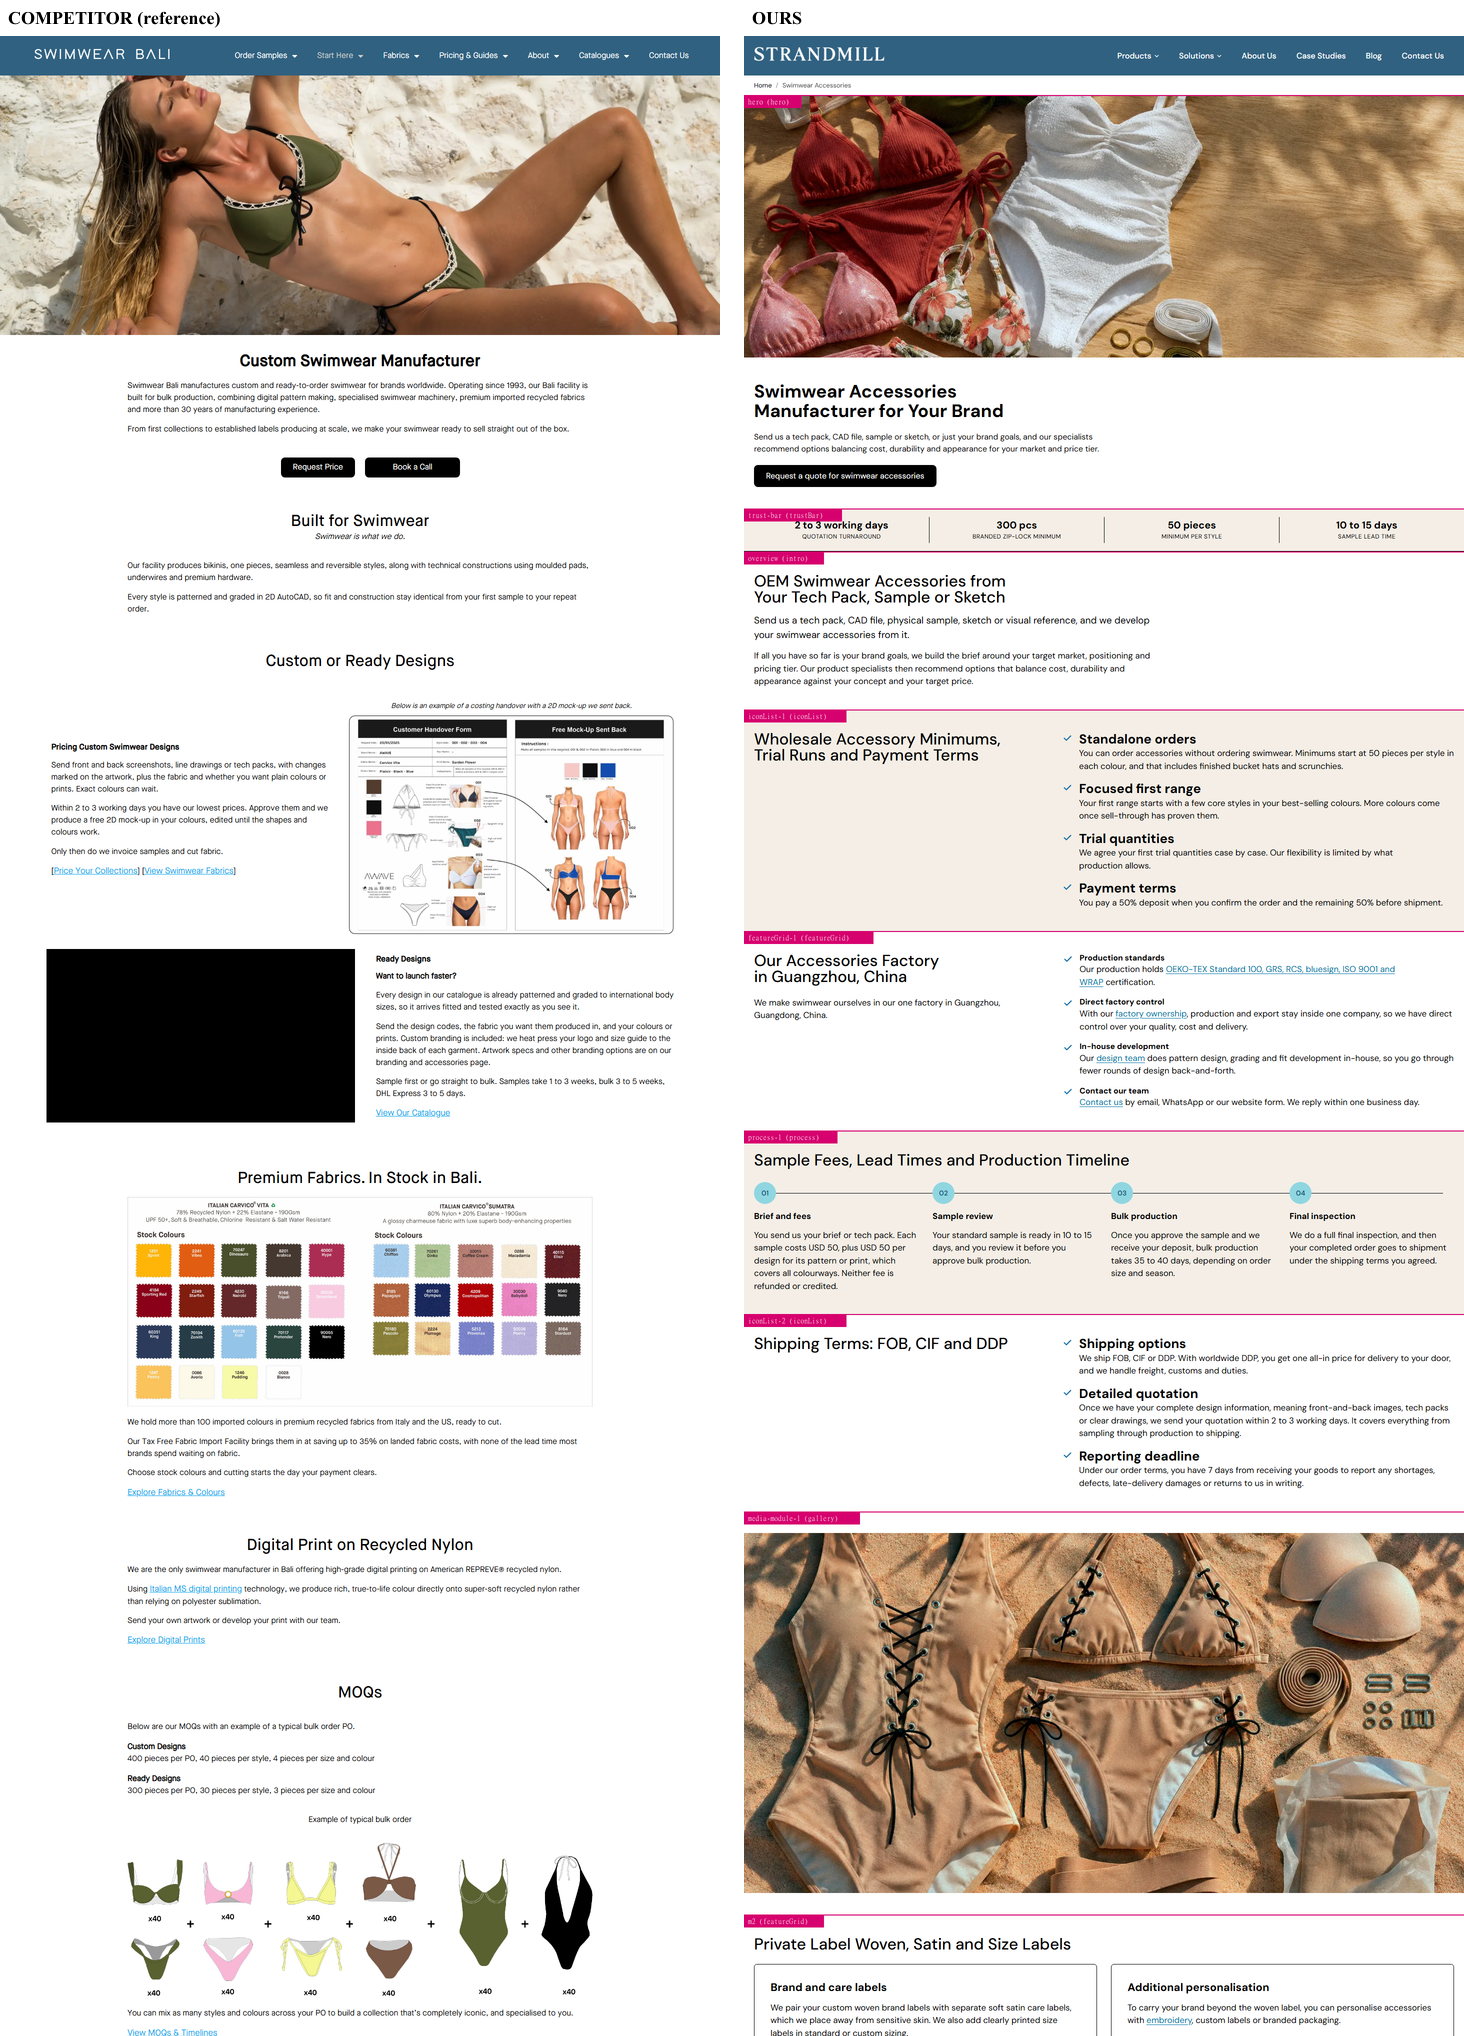 COMPETITOR (reference)
SWIMWEAR BALI
Order Samples
Start Here
Fabrics
Pricing & Guides
About
Catalogues
Contact Us
Custom Swimwear Manufacturer
Swimwear Bali manufactures custom and ready-to-order swimwear for brands worldwide. Operating since 1993, our Bali facility is
built for bulk production, combining digital pattern making, specialised swimwear machinery, premium imported recycled fabrics
and more than 30 years of manufacturing experience.
From first collections to established labels producing at scale, we make your swimwear ready to sell straight out of the box.
Request Price
Book a Call
Built for Swimwear
Swimwear is what we do.
Our facility produces bikinis, one pieces, seamless and reversible styles, along with technical constructions using moulded pads,
underwires and premium hardware.
Every style is patterned and graded in 2D AutoCAD, so fit and construction stay identical from your first sample to your repeat
order.
Custom or Ready Designs
Below is an example of a costing handover with a 2D mock-up we sent back.
Customer Handover Form
Free Mock-Up Sent Back
Pricing Custom Swimwear Designs
Send front and back screenshots, line drawings or tech packs, with changes
marked on the artwork, plus the fabric and whether you want plain colours or
prints. Exact colours can wait.
Within 2 to 3 working days you have our lowest prices. Approve them and we
produce a free 2D mock-up in your colours, edited until the shapes and
colours work.
Only then do we invoice samples and cut fabric.
[Price Your Collections] [View Swimwear Fabrics]
AWAVE
Ready Designs
Want to launch faster?
Every design in our catalogue is already patterned and graded to international body
sizes, so it arrives fitted and tested exactly as you see it.
Send the design codes, the fabric you want them produced in, and your colours or
prints. Custom branding is included: we heat press your logo and size guide to the
inside back of each garment. Artwork specs and other branding options are on our
branding and accessories page.
Sample first or go straight to bulk. Samples take 1 to 3 weeks, bulk 3 to 5 weeks,
DHL Express 3 to 5 days.
View Our Catalogue
Premium Fabrics. In Stock in Bali.
ITALIAN CARVICO® VITA
78% Recycled Nylon + 22% Elastane - 190Gsm
UPF 50+, Soft & Breathable, Chlorine Resistant & Salt Water Resistant
Stock Colours
ITALIAN CARVICO® SUMATRA
80% Nylon + 20% Elastane - 190Gsm
A glossy charmeuse fabric with luxe superb body-enhancing properties
Stock Colours
We hold more than 100 imported colours in premium recycled fabrics from Italy and the US, ready to cut.
Our Tax Free Fabric Import Facility brings them in at saving up to 35% on landed fabric costs, with none of the lead time most
brands spend waiting on fabric.
Choose stock colours and cutting starts the day your payment clears.
Explore Fabrics & Colours
Digital Print on Recycled Nylon
We are the only swimwear manufacturer in Bali offering high-grade digital printing on American REPREVE® recycled nylon.
Using Italian MS digital printing technology, we produce rich, true-to-life colour directly onto super-soft recycled nylon rather
than relying on polyester sublimation.
Send your own artwork or develop your print with our team.
Explore Digital Prints
MOQs
Below are our MOQs with an example of a typical bulk order PO.
Custom Designs
400 pieces per PO, 40 pieces per style, 4 pieces per size and colour
Ready Designs
300 pieces per PO, 30 pieces per style, 3 pieces per size and colour
Example of typical bulk order
x40 x40 x40 x40
+ + + + +
x40 x40 x40 x40 x40 x40
You can mix as many styles and colours across your PO to build a collection that's completely iconic, and specialised to you.
View MOQs & Timelines
OURS
STRANDMILL
Products
Solutions
About Us
Case Studies
Blog
Contact Us
Home / Swimwear Accessories
hero (hero)
Swimwear Accessories
Manufacturer for Your Brand
Send us a tech pack, CAD file, sample or sketch, or just your brand goals, and our specialists
recommend options balancing cost, durability and appearance for your market and price tier.
Request a quote for swimwear accessories
trust-bar (trustBar)
2 to 3 working days
QUOTATION TURNAROUND
300 pcs
BRANDED ZIP-LOCK MINIMUM
50 pieces
MINIMUM PER STYLE
10 to 15 days
SAMPLE LEAD TIME
overview (intro)
OEM Swimwear Accessories from
Your Tech Pack, Sample or Sketch
Send us a tech pack, CAD file, physical sample, sketch or visual reference, and we develop
your swimwear accessories from it.
If all you have so far is your brand goals, we build the brief around your target market, positioning and
pricing tier. Our product specialists then recommend options that balance cost, durability and
appearance against your concept and your target price.
iconList-1 (iconList)
Wholesale Accessory Minimums,
Trial Runs and Payment Terms
Standalone orders
You can order accessories without ordering swimwear. Minimums start at 50 pieces per style in
each colour, and that includes finished bucket hats and scrunchies.
Focused first range
Your first range starts with a few core styles in your best-selling colours. More colours come
once sell-through has proven them.
Trial quantities
We agree your first trial quantities case by case. Our flexibility is limited by what
production allows.
Payment terms
You pay a 50% deposit when you confirm the order and the remaining 50% before shipment.
featureGrid-1 (featureGrid)
Our Accessories Factory
in Guangzhou, China
We make swimwear ourselves in our one factory in Guangzhou,
Guangdong, China.
Production standards
Our production holds OEKO-TEX Standard 100, GRS, RCS, bluesign, ISO 9001 and
WRAP certification.
Direct factory control
With our factory ownership, production and export stay inside one company, so we have direct
control over your quality, cost and delivery.
In-house development
Our design team does pattern design, grading and fit development in-house, so you go through
fewer rounds of design back-and-forth.
Contact our team
Contact us by email, WhatsApp or our website form. We reply within one business day.
process-1 (process)
Sample Fees, Lead Times and Production Timeline
01
Brief and fees
You send us your brief or tech pack. Each
sample costs USD 50, plus USD 50 per
design for its pattern or print, which
covers all colourways. Neither fee is
refunded or credited.
02
Sample review
Your standard sample is ready in 10 to 15
days, and you review it before you
approve bulk production.
03
Bulk production
Once you approve the sample and we
receive your deposit, bulk production
takes 35 to 40 days, depending on order
size and season.
04
Final inspection
We do a full final inspection, and then
your completed order goes to shipment
under the shipping terms you agreed.
iconList-2 (iconList)
Shipping Terms: FOB, CIF and DDP
Shipping options
We ship FOB, CIF or DDP. With worldwide DDP, you get one all-in price for delivery to your door,
and we handle freight, customs and duties.
Detailed quotation
Once we have your complete design information, meaning front-and-back images, tech packs
or clear drawings, we send your quotation within 2 to 3 working days. It covers everything from
sampling through production to shipping.
Reporting deadline
Under our order terms, you have 7 days from receiving your goods to report any shortages,
defects, late-delivery damages or returns to us in writing.
media-module-1 (gallery)
m2 (featureGrid)
Private Label Woven, Satin and Size Labels
Brand and care labels
We pair your custom woven brand labels with separate soft satin care labels,
which we place away from sensitive skin. We also add clearly printed size
labels in standard or custom sizing.
Additional personalisation
To carry your brand beyond the woven label, you can personalise accessories
with embroidery, custom labels or branded packaging.